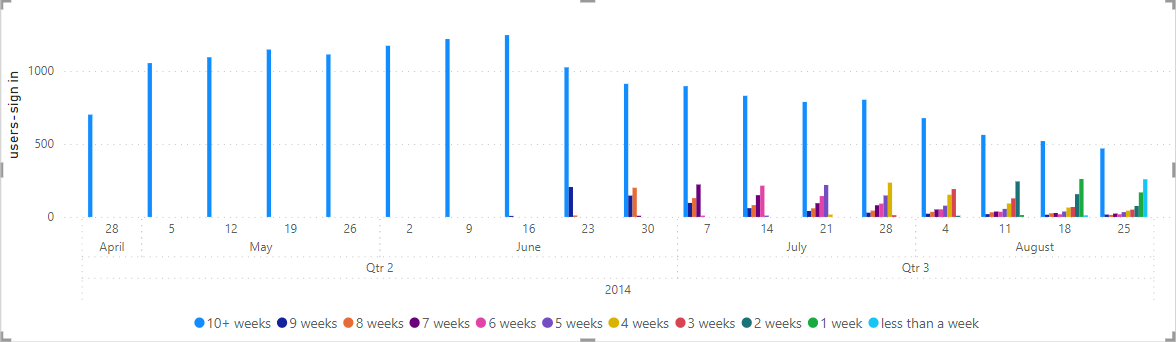 users-sign in
1000
500
0
28 5 12 19 26 2 9 16 23 30 7 14 21 28 4 11 18 25
April May June July August
Qtr 2 Qtr 3
2014
10+ weeks 9 weeks 8 weeks 7 weeks 6 weeks 5 weeks 4 weeks 3 weeks 2 weeks 1 week less than a week